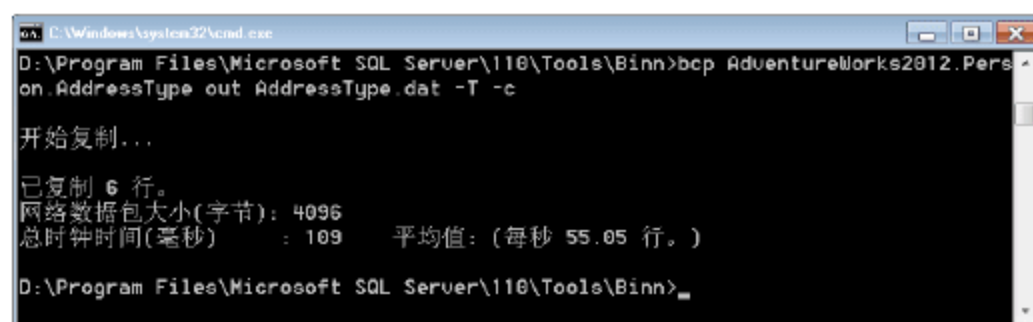 C:\Windows\system32\cmd.exe
D:\Program Files\Microsoft SQL Server\110\Tools\Binn>bcp AdventureWorks2012.Pers
on.AddressType out AddressType.dat -T -c
开始复制...
已复制 6 行。
网络数据包大小(字节): 4096
总时钟时间(毫秒) : 109 平均值: (每秒 55.05 行。)
D:\Program Files\Microsoft SQL Server\110\Tools\Binn>_